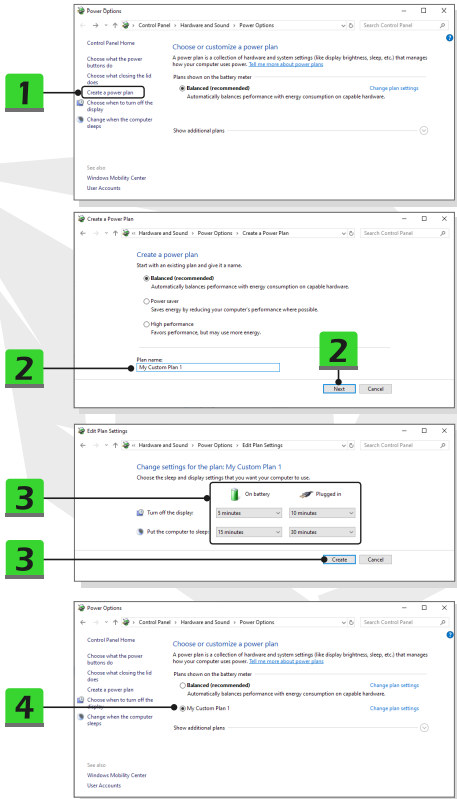 Power Options
Control Panel › Hardware and Sound › Power Options
Search Control Panel
Control Panel Home
Choose what the power
buttons do
Choose what closing the lid
does
1
Create a power plan
Choose when to turn off the
display
Change when the computer
sleeps
See also
Windows Mobility Center
User Accounts
Choose or customize a power plan
A power plan is a collection of hardware and system settings (like display brightness, sleep, etc.) that manages
how your computer uses power. Tell me more about power plans
Plans shown on the battery meter
Balanced (recommended) Change plan settings
Automatically balances performance with energy consumption on capable hardware.
Show additional plans
Create a Power Plan
« Hardware and Sound › Power Options › Create a Power Plan
Search Control Panel
Create a power plan
Start with an existing plan and give it a name.
Balanced (recommended)
Automatically balances performance with energy consumption on capable hardware.
Power saver
Saves energy by reducing your computer's performance where possible.
High performance
Favors performance, but may use more energy.
Plan name:
2
My Custom Plan 1
2
Next Cancel
Edit Plan Settings
« Hardware and Sound › Power Options › Edit Plan Settings
Search Control Panel
Change settings for the plan: My Custom Plan 1
Choose the sleep and display settings that you want your computer to use.
3
On battery Plugged in
Turn off the display: 5 minutes 10 minutes
Put the computer to sleep: 15 minutes 30 minutes
3
Create Cancel
Power Options
Control Panel › Hardware and Sound › Power Options
Search Control Panel
Control Panel Home
Choose what the power
buttons do
Choose what closing the lid
does
Create a power plan
Choose when to turn off the
display
Change when the computer
sleeps
See also
Windows Mobility Center
User Accounts
Choose or customize a power plan
A power plan is a collection of hardware and system settings (like display brightness, sleep, etc.) that manages
how your computer uses power. Tell me more about power plans
Plans shown on the battery meter
Balanced (recommended) Change plan settings
Automatically balances performance with energy consumption on capable hardware.
4
My Custom Plan 1 Change plan settings
Show additional plans